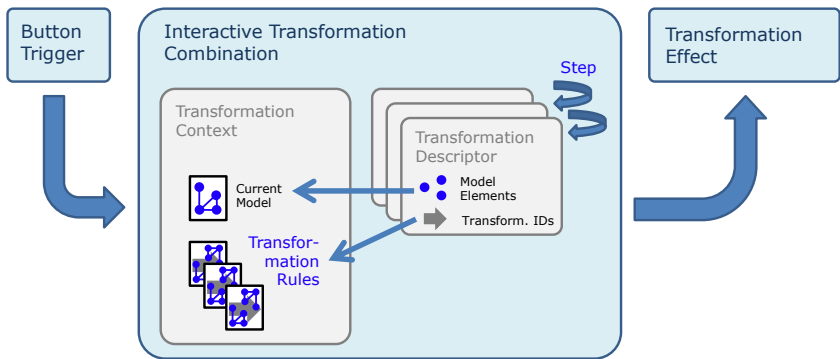 Button
Trigger
Interactive Transformation
Combination
Transformation
Effect
Step
Transformation
Context
Transformation
Descriptor
Current
Model
Model
Elements
Transform. IDs
Transfor-
mation
Rules